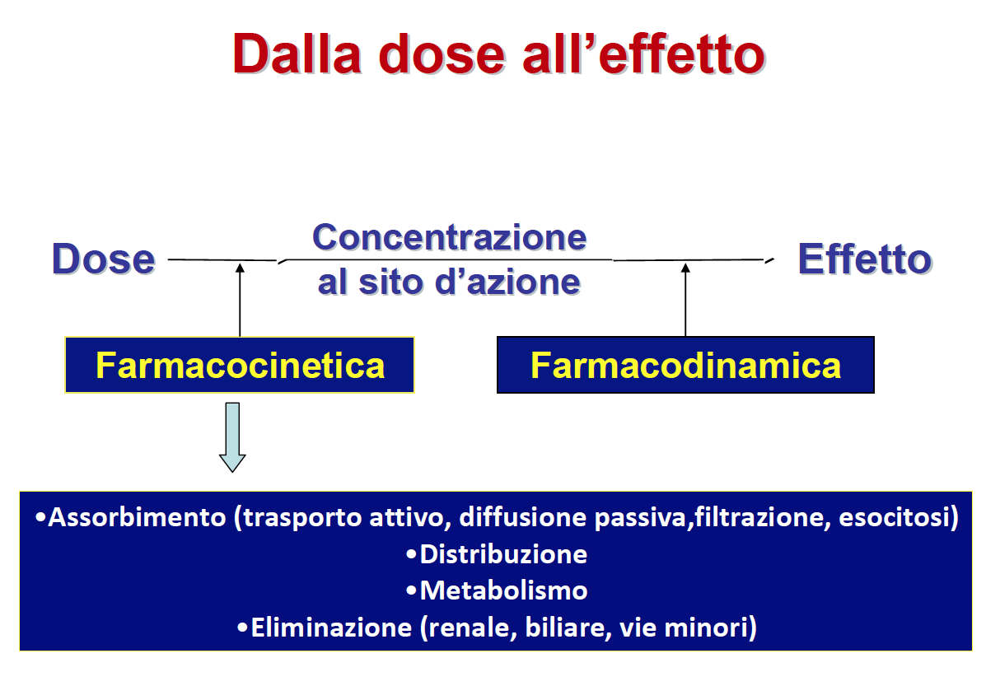 Dalla dose all’effetto
Dose
Concentrazione
al sito d’azione
Effetto
Farmacocinetica
Farmacodinamica
•Assorbimento (trasporto attivo, diffusione passiva,filtrazione, esocitosi)
•Distribuzione
•Metabolismo
•Eliminazione (renale, biliare, vie minori)